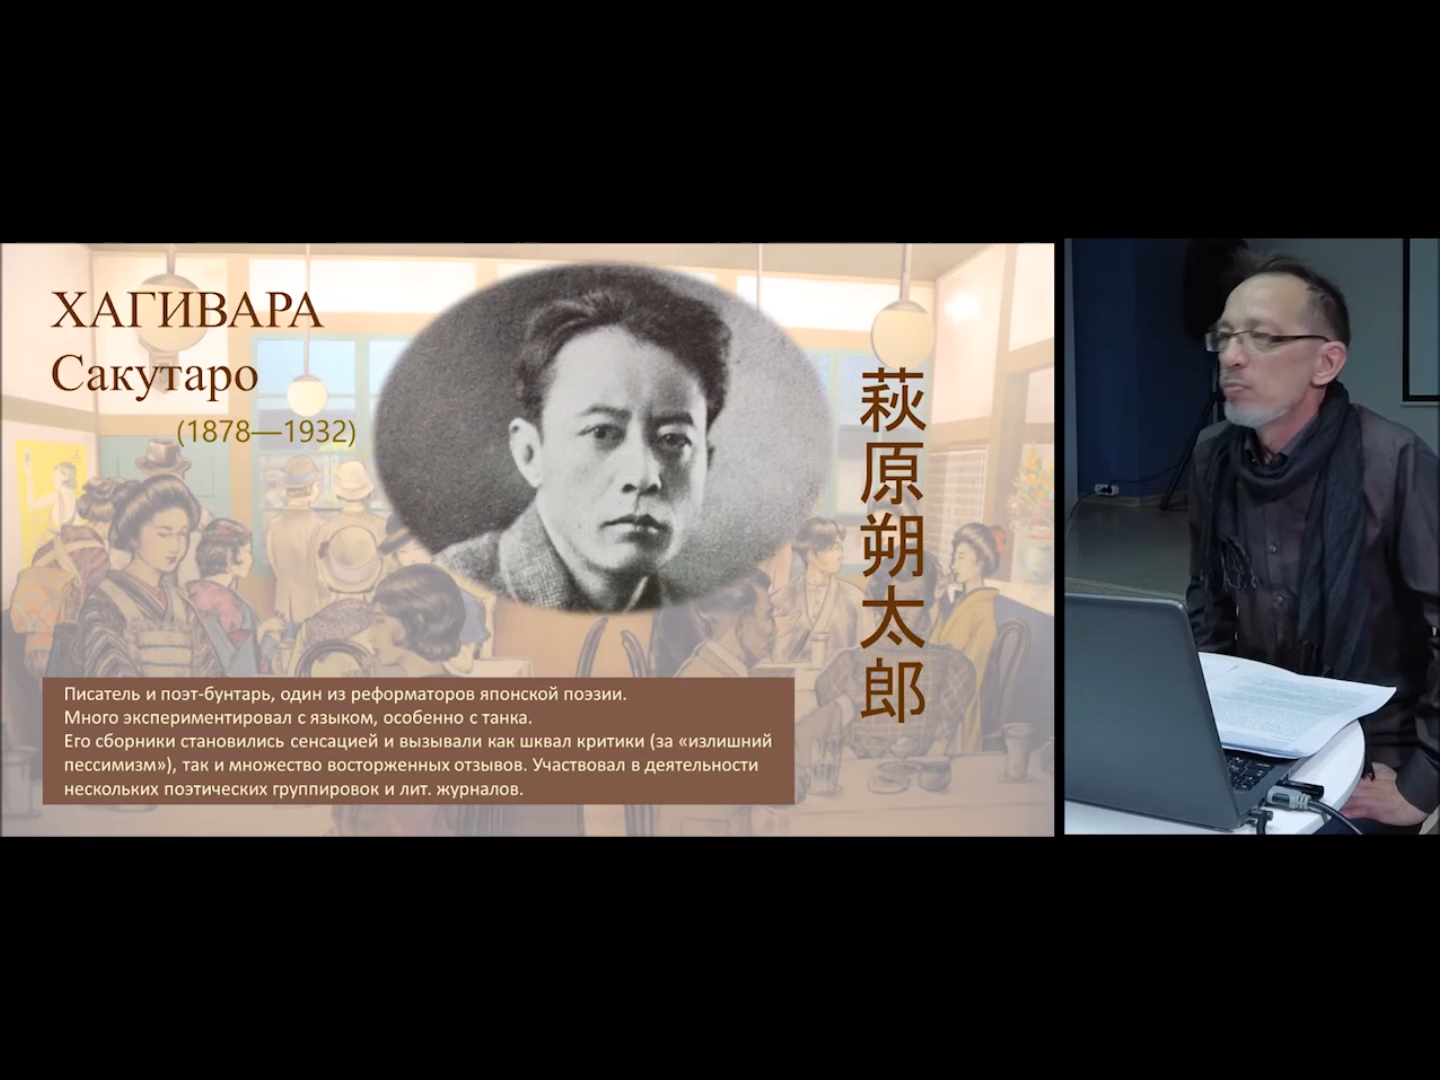 ХАГИВАРА
Сакутаро
(1878—1932)
萩原朔太郎
Писатель и поэт-бунтарь, один из реформаторов японской поэзии.
Много экспериментировал с языком, особенно с танка.
Его сборники становились сенсацией и вызывали как шквал критики (за «излишний
пессимизм»), так и множество восторженных отзывов. Участвовал в деятельности
нескольких поэтических группировок и лит. журналов.